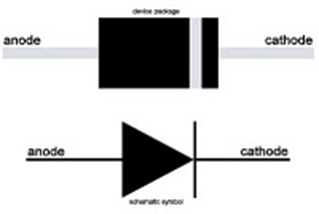 device package
anode cathode
anode cathode
schematic symbol